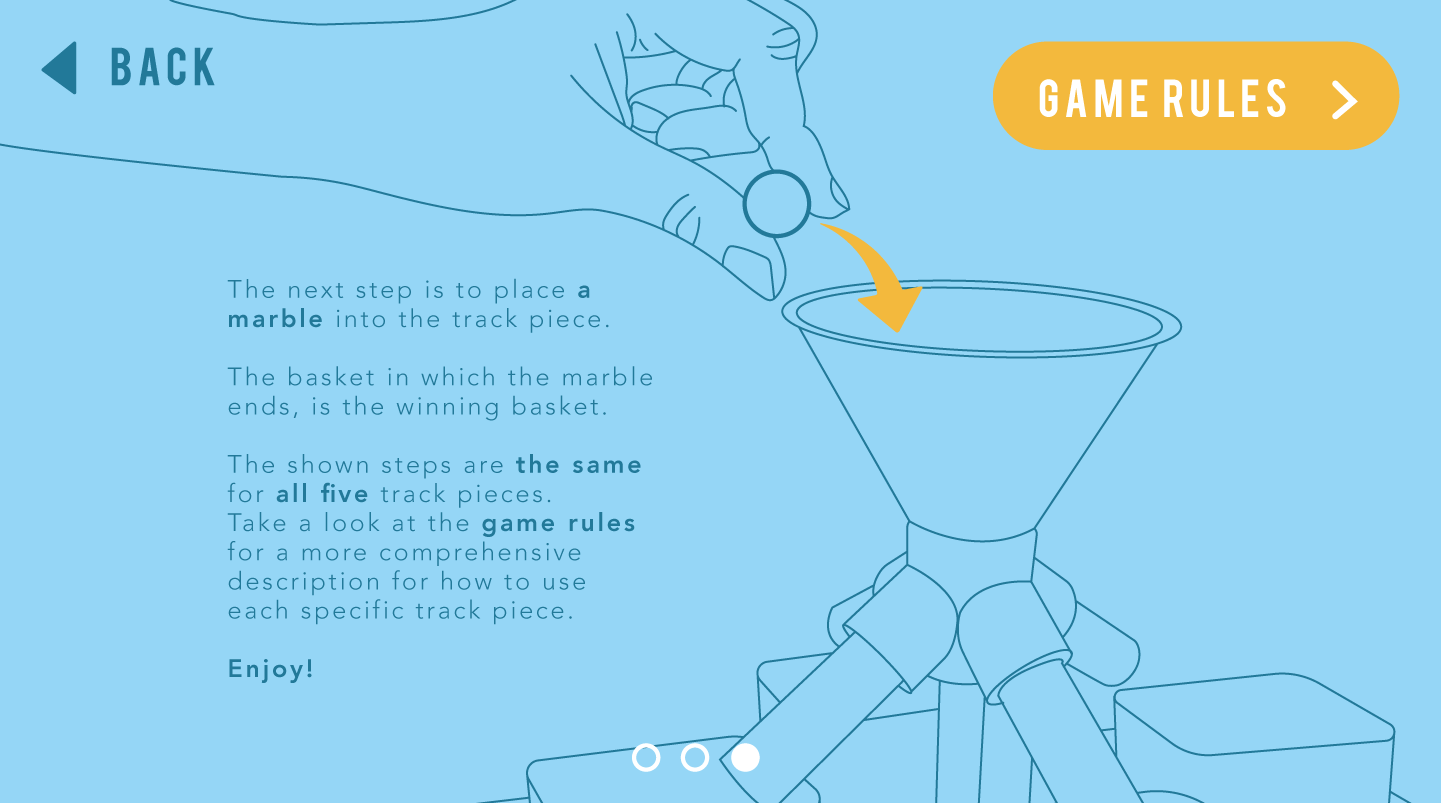 BACK
GAME RULES
The next step is to place a
marble into the track piece.
The basket in which the marble
ends, is the winning basket.
The shown steps are the same
for all five track pieces.
Take a look at the game rules
for a more comprehensive
description for how to use
each specific track piece.
Enjoy!